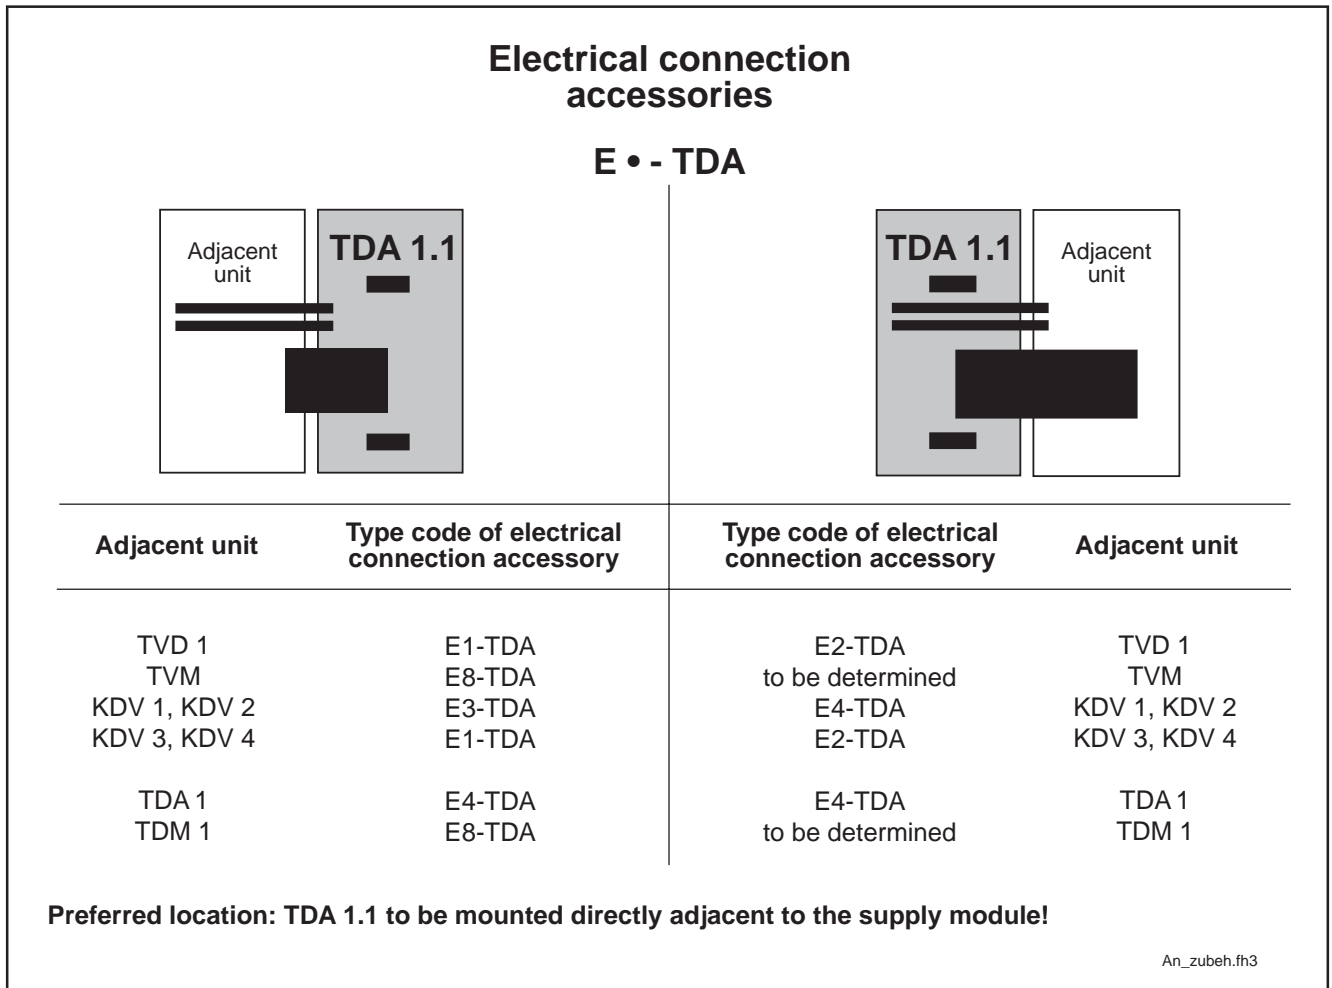 Electrical connection
accessories
E • - TDA
Adjacent
unit
TDA 1.1
TDA 1.1
Adjacent
unit
Adjacent unit
Type code of electrical
connection accessory
Type code of electrical
connection accessory
Adjacent unit
TVD 1 E1-TDA E2-TDA TVD 1
TVM E8-TDA to be determined TVM
KDV 1, KDV 2 E3-TDA E4-TDA KDV 1, KDV 2
KDV 3, KDV 4 E1-TDA E2-TDA KDV 3, KDV 4
TDA 1 E4-TDA E4-TDA TDA 1
TDM 1 E8-TDA to be determined TDM 1
Preferred location: TDA 1.1 to be mounted directly adjacent to the supply module!
An_zubeh.fh3